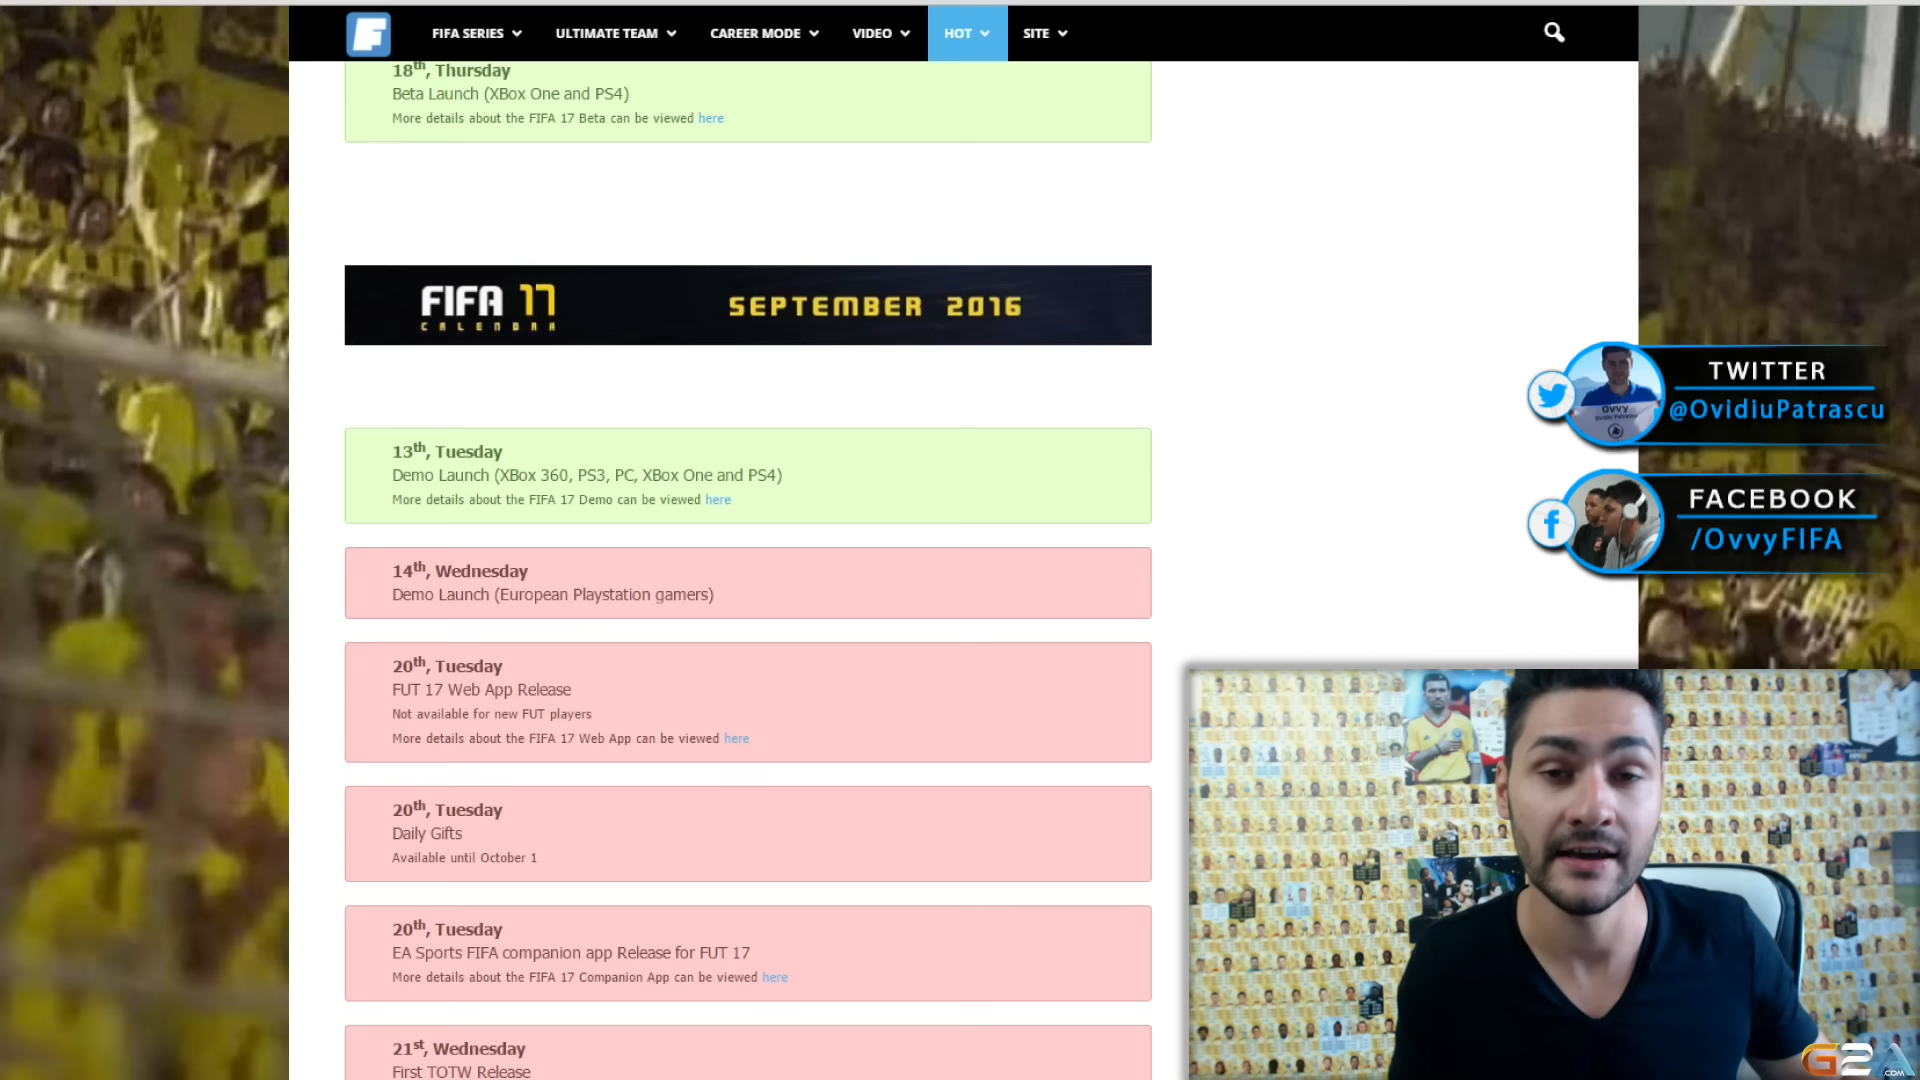 FIFA SERIES
ULTIMATE TEAM
CAREER MODE
VIDEO
HOT
SITE
18th, Thursday
Beta Launch (XBox One and PS4)
More details about the FIFA 17 Beta can be viewed here
FIFA 17
CALENDAR
SEPTEMBER 2016
13th, Tuesday
Demo Launch (XBox 360, PS3, PC, XBox One and PS4)
More details about the FIFA 17 Demo can be viewed here
14th, Wednesday
Demo Launch (European Playstation gamers)
20th, Tuesday
FUT 17 Web App Release
Not available for new FUT players
More details about the FIFA 17 Web App can be viewed here
20th, Tuesday
Daily Gifts
Available until October 1
20th, Tuesday
EA Sports FIFA companion app Release for FUT 17
More details about the FIFA 17 Companion App can be viewed here
21st, Wednesday
First TOTW Release
TWITTER
@OvidiuPatrascu
Ovvy
FACEBOOK
/OvvyFIFA
G2A
.COM